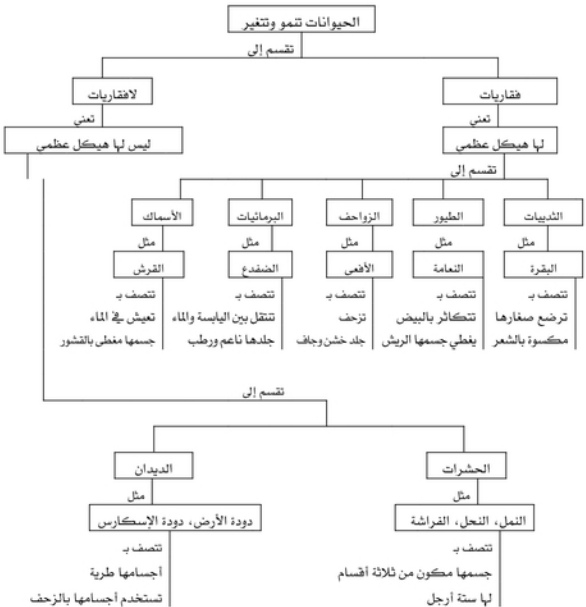 الحيوانات تنمو وتتغير
تقسم إلى
فقاريات
لافقاريات
تعني
تعني
لها هيكل عظمي
ليس لها هيكل عظمي
تقسم إلى
الثدييات
الطيور
الزواحف
البرمائيات
الأسماك
مثل
مثل
مثل
مثل
مثل
البقرة
النعامة
الأفعى
الضفدع
القرش
تتصف بـ
تتصف بـ
تتصف بـ
تتصف بـ
تتصف بـ
ترضع صغارها
تتكاثر بالبيض
تزحف
تتنقل بين اليابسة والماء
تعيش في الماء
مكسوة بالشعر
يغطي جسمها الريش
جلد خشن وجاف
جلدها ناعم ورطب
جسمها مغطى بالقشور
تقسم إلى
الحشرات
الديدان
مثل
مثل
النمل، النحل، الفراشة
دودة الأرض، دودة الإسكارس
تتصف بـ
تتصف بـ
جسمها مكون من ثلاثة أقسام
أجسامها طرية
لها ستة أرجل
تستخدم أجسامها بالزحف